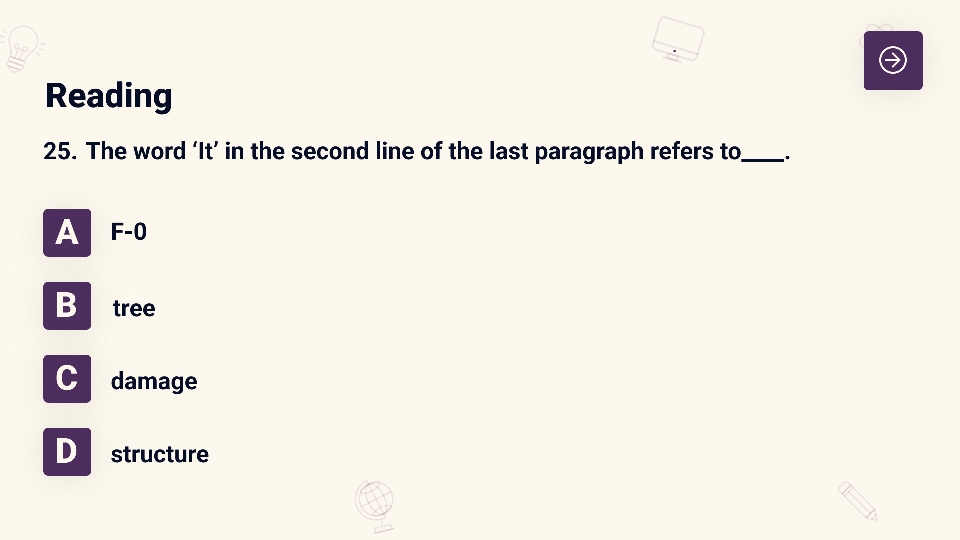 Reading
25. The word ‘It’ in the second line of the last paragraph refers to____.
A F-0
B tree
C damage
D structure